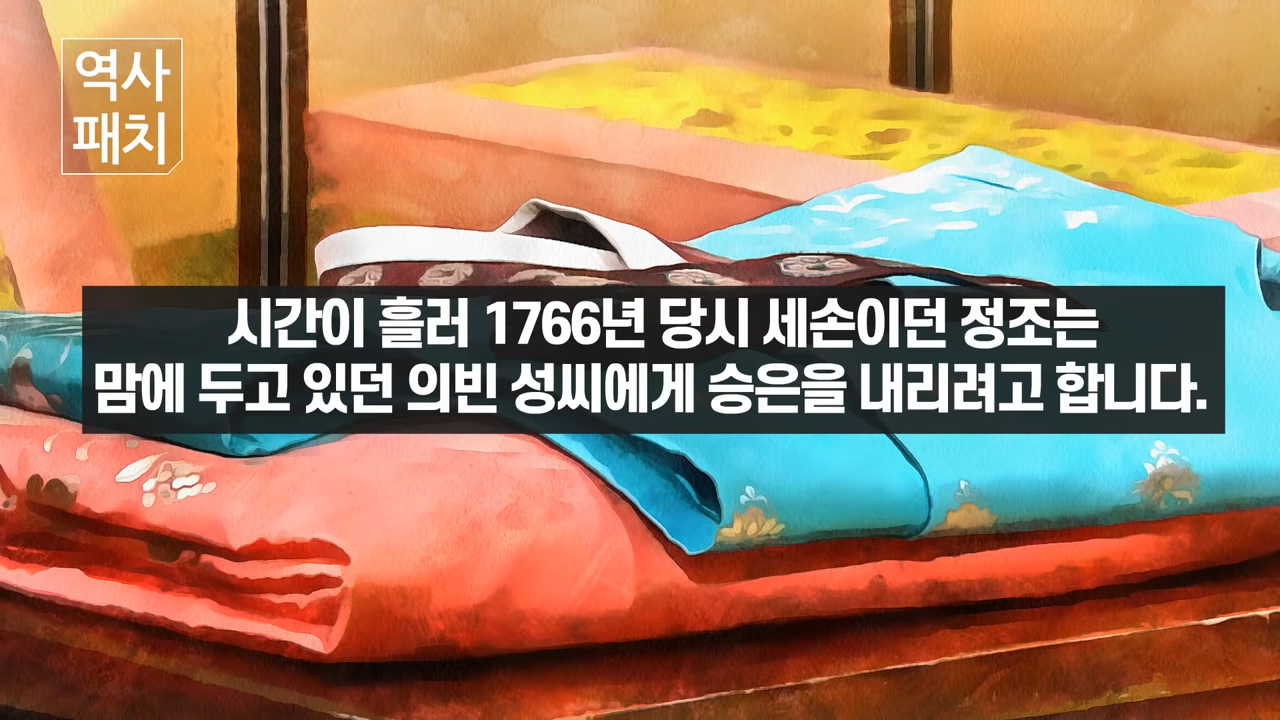 역사
패치
시간이 흘러 1766년 당시 세손이던 정조는
맘에 두고 있던 의빈 성씨에게 승은을 내리려고 합니다.